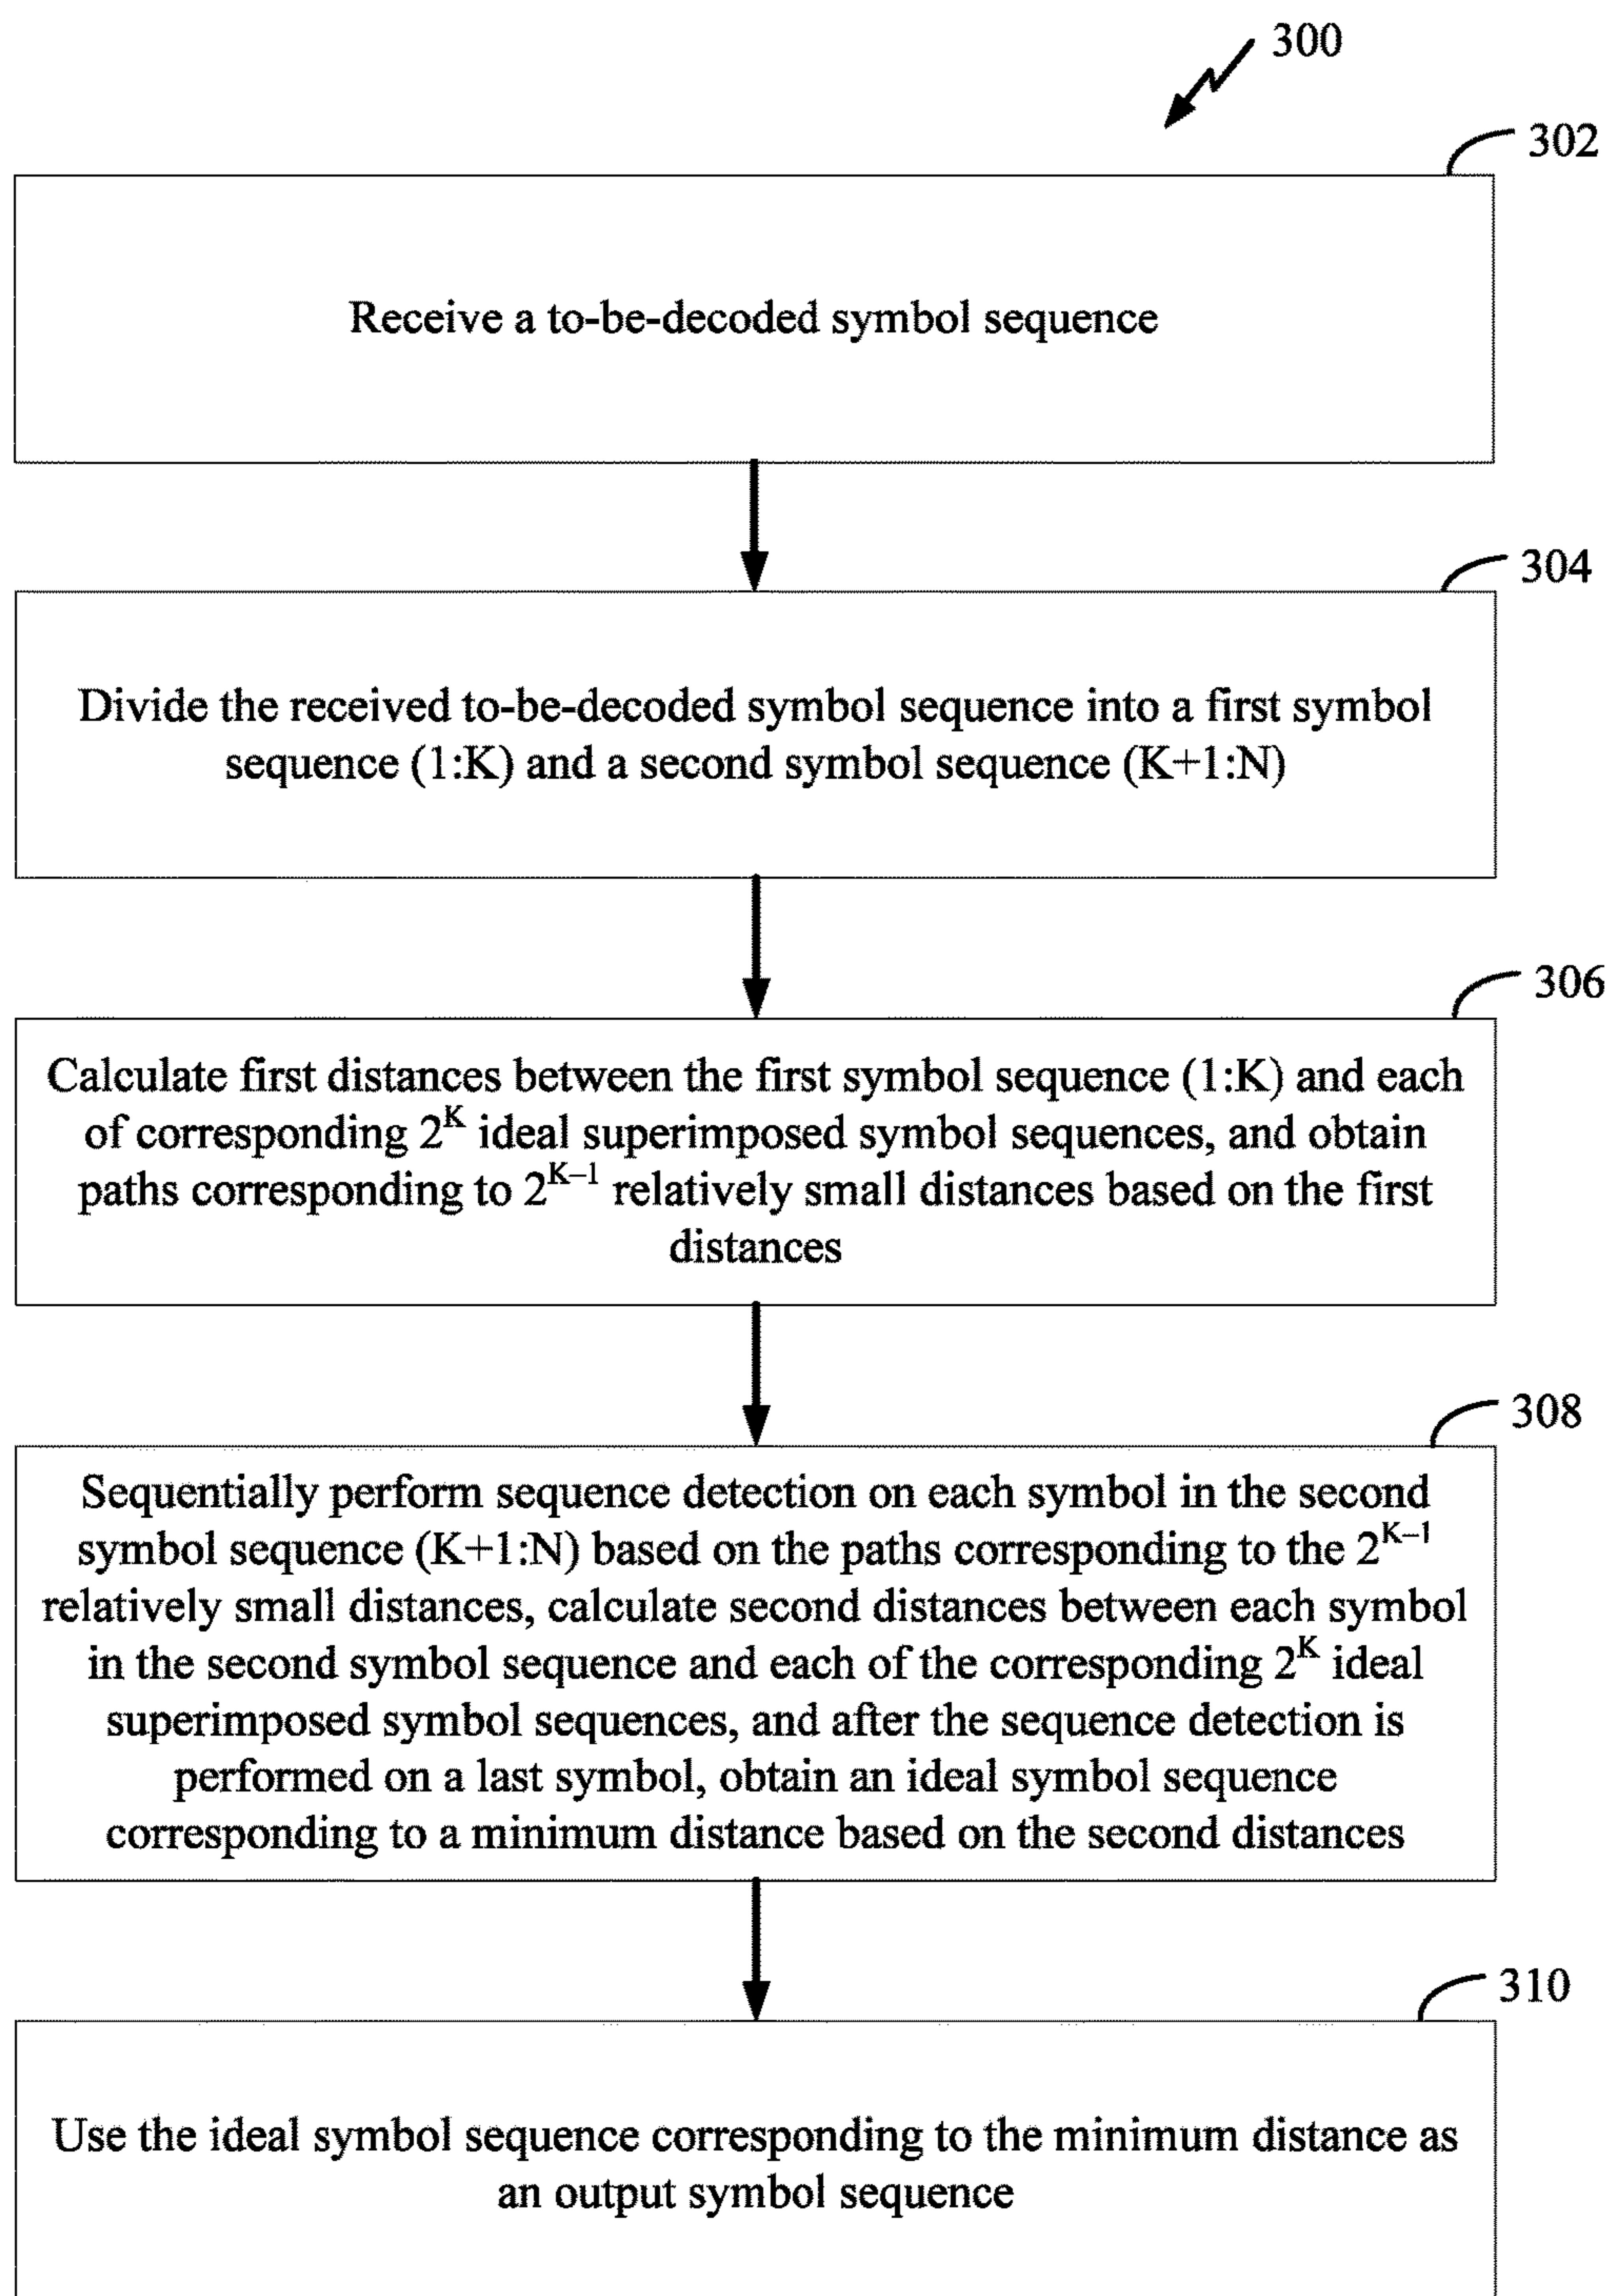 300
302
Receive a to-be-decoded symbol sequence
304
Divide the received to-be-decoded symbol sequence into a first symbol
sequence (1:K) and a second symbol sequence (K+1:N)
306
Calculate first distances between the first symbol sequence (1:K) and each
of corresponding 2^K ideal superimposed symbol sequences, and obtain
paths corresponding to 2^{K–1} relatively small distances based on the first
distances
308
Sequentially perform sequence detection on each symbol in the second
symbol sequence (K+1:N) based on the paths corresponding to the 2^{K–1}
relatively small distances, calculate second distances between each symbol
in the second symbol sequence and each of the corresponding 2^K ideal
superimposed symbol sequences, and after the sequence detection is
performed on a last symbol, obtain an ideal symbol sequence
corresponding to a minimum distance based on the second distances
310
Use the ideal symbol sequence corresponding to the minimum distance as
an output symbol sequence